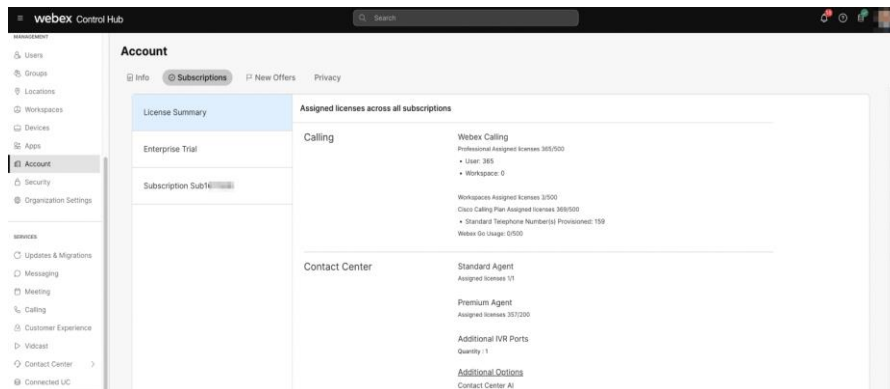 webex Control Hub
Search
MANAGEMENT
Users
Groups
Locations
Workspaces
Devices
Apps
Account
Security
Organization Settings
SERVICES
Updates & Migrations
Messaging
Meeting
Calling
Customer Experience
Vidcast
Contact Center
Connected UC
Account
Info
Subscriptions
New Offers
Privacy
License Summary
Enterprise Trial
Subscription Sub16
Assigned licenses across all subscriptions
Calling
Webex Calling
Professional Assigned licenses 365/500
• User: 365
• Workspace: 0
Workspaces Assigned licenses 3/500
Cisco Calling Plan Assigned licenses 369/500
• Standard Telephone Number(s) Provisioned: 159
Webex Go Usage: 0/500
Contact Center
Standard Agent
Assigned licenses 1/1
Premium Agent
Assigned licenses 357/200
Additional IVR Ports
Quantity : 1
Additional Options
Contact Center AI